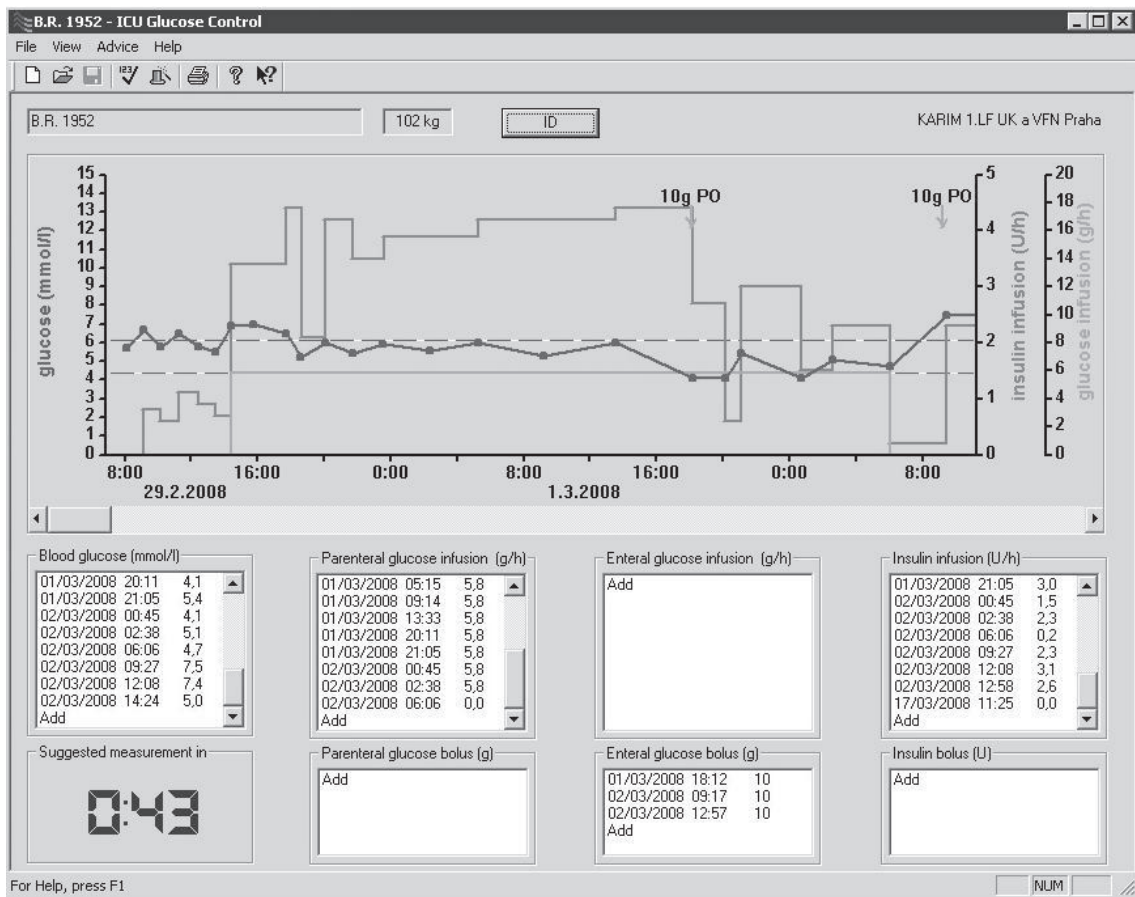 B.R. 1952 - ICU Glucose Control
File View Advice Help
B.R. 1952
102 kg
ID
KARIM 1.LF UK a VFN Praha
glucose (mmol/l)
15
14
13
12
11
10
9
8
7
6
5
4
3
2
1
0
10g PO
10g PO
5
4
3
2
1
0
insulin infusion (U/h)
20
18
16
14
12
10
8
6
4
2
0
glucose infusion (g/h)
8:00 16:00 0:00 8:00 16:00 0:00 8:00
29.2.2008 1.3.2008
Blood glucose (mmol/l)
01/03/2008 20:11 4,1
01/03/2008 21:05 5,4
02/03/2008 00:45 4,1
02/03/2008 02:38 5,1
02/03/2008 06:06 4,7
02/03/2008 09:27 7,5
02/03/2008 12:08 7,4
02/03/2008 14:24 5,0
Add
Parenteral glucose infusion (g/h)
01/03/2008 05:15 5,8
01/03/2008 09:14 5,8
01/03/2008 13:33 5,8
01/03/2008 20:11 5,8
01/03/2008 21:05 5,8
02/03/2008 00:45 5,8
02/03/2008 02:38 5,8
02/03/2008 06:06 0,0
Add
Enteral glucose infusion (g/h)
Add
Insulin infusion (U/h)
01/03/2008 21:05 3,0
02/03/2008 00:45 1,5
02/03/2008 02:38 2,3
02/03/2008 06:06 0,2
02/03/2008 09:27 2,3
02/03/2008 12:08 3,1
02/03/2008 12:58 2,6
17/03/2008 11:25 0,0
Add
Suggested measurement in
0:43
Parenteral glucose bolus (g)
Add
Enteral glucose bolus (g)
01/03/2008 18:12 10
02/03/2008 09:17 10
02/03/2008 12:57 10
Add
Insulin bolus (U)
Add
For Help, press F1
NUM